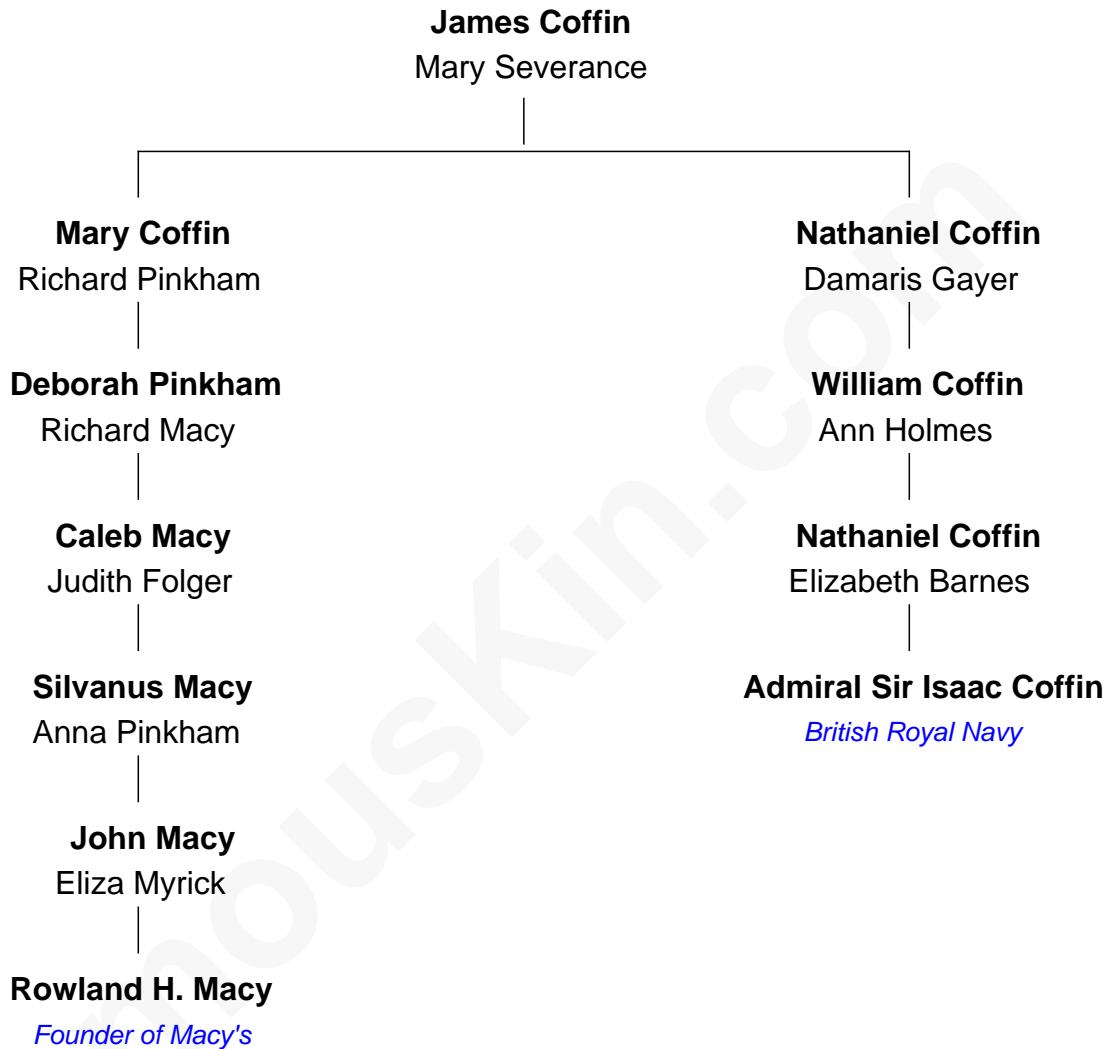 James Coffin
Mary Severance
Mary Coffin
Richard Pinkham
Nathaniel Coffin
Damaris Gayer
Deborah Pinkham
Richard Macy
William Coffin
Ann Holmes
Caleb Macy
Judith Folger
Nathaniel Coffin
Elizabeth Barnes
Silvanus Macy
Anna Pinkham
Admiral Sir Isaac Coffin
British Royal Navy
John Macy
Eliza Myrick
Rowland H. Macy
Founder of Macy's
mousKin.com